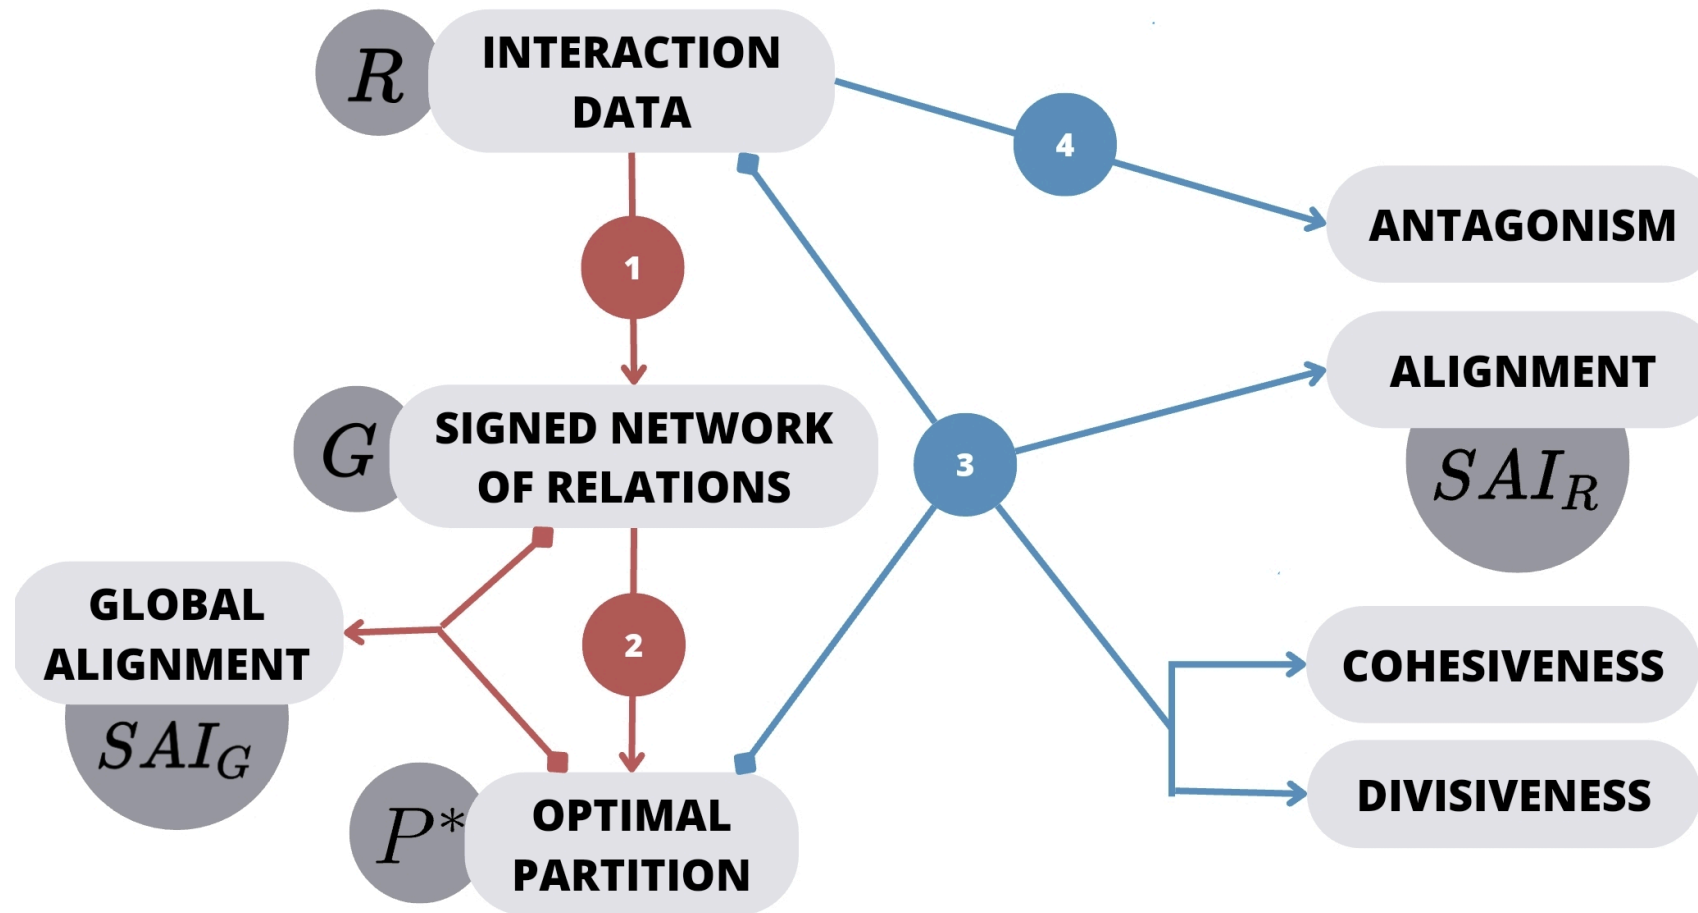 R
INTERACTION
DATA
4
ANTAGONISM
1
ALIGNMENT
SAI_R
G
SIGNED NETWORK
OF RELATIONS
3
GLOBAL
ALIGNMENT
SAI_G
2
COHESIVENESS
DIVISIVENESS
P*
OPTIMAL
PARTITION